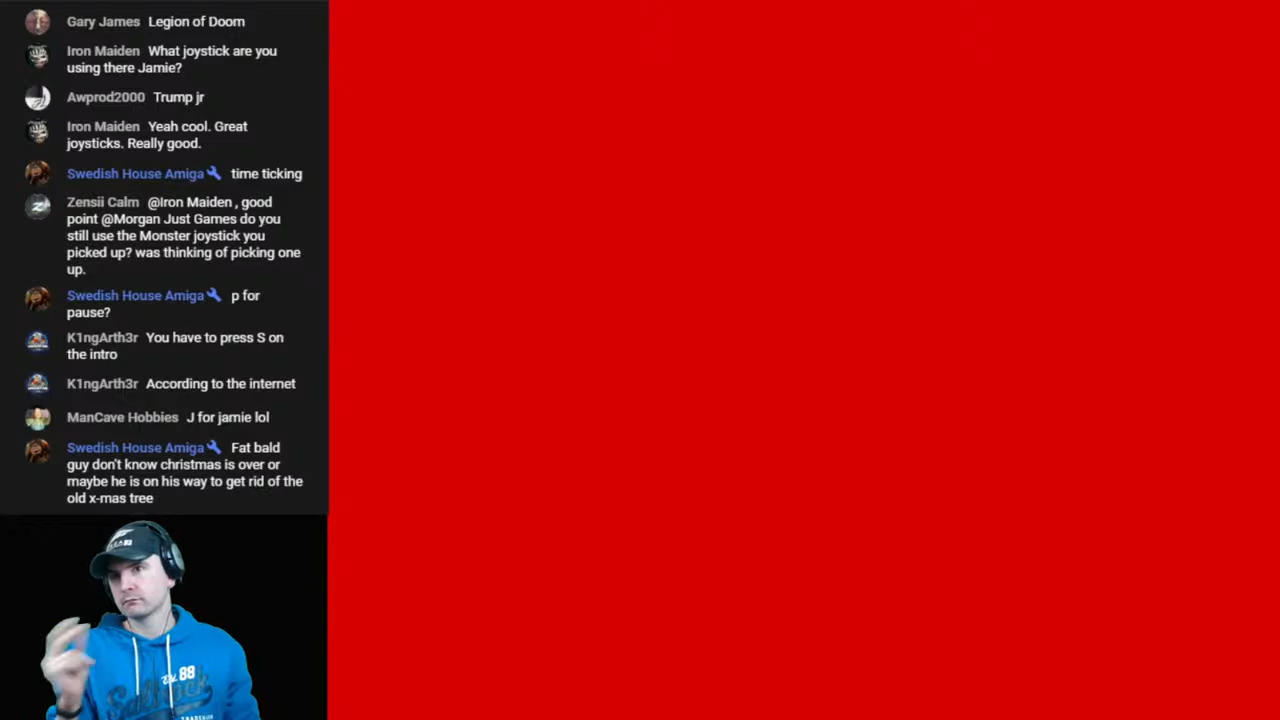 Gary James Legion of Doom
Iron Maiden What joystick are you
using there Jamie?
Awprod2000 Trump jr
Iron Maiden Yeah cool. Great
joysticks. Really good.
Swedish House Amiga time ticking
Zensii Calm @Iron Maiden , good
point @Morgan Just Games do you
still use the Monster joystick you
picked up? was thinking of picking one
up.
Swedish House Amiga p for
pause?
K1ngArth3r You have to press S on
the intro
K1ngArth3r According to the internet
ManCave Hobbies J for jamie lol
Swedish House Amiga Fat bald
guy don't know christmas is over or
maybe he is on his way to get rid of the
old x-mas tree
88